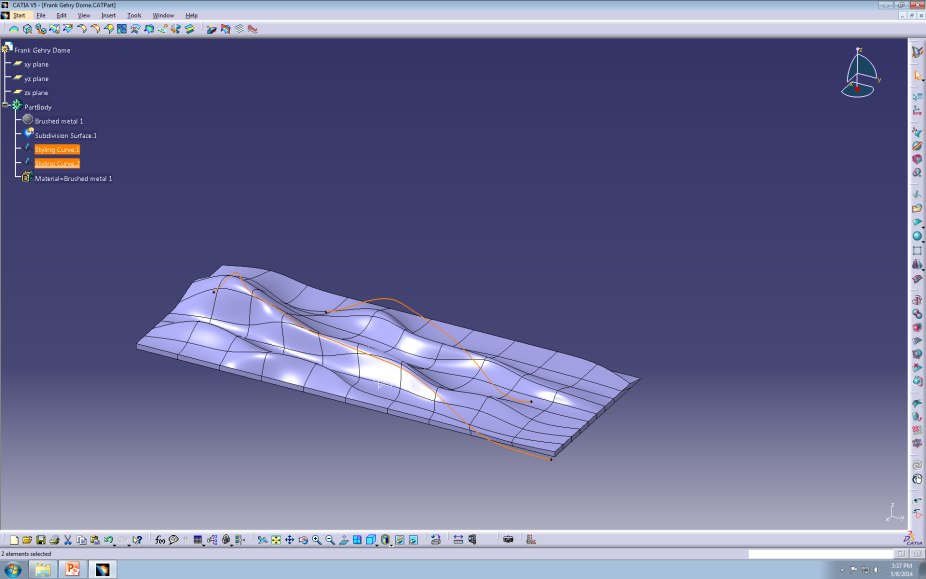 CATIA V5 - [Frank Gehry Dome.CATPart]
Start File Edit View Insert Tools Window Help
Frank Gehry Dome
xy plane
yz plane
zx plane
PartBody
Brushed metal 1
Subdivision Surface.1
Styling Curve.1
Styling Curve.2
Material=Brushed metal 1
z
y
z
x
y
f(x)
CATIA
2 elements selected
3:37 PM
5/8/2014